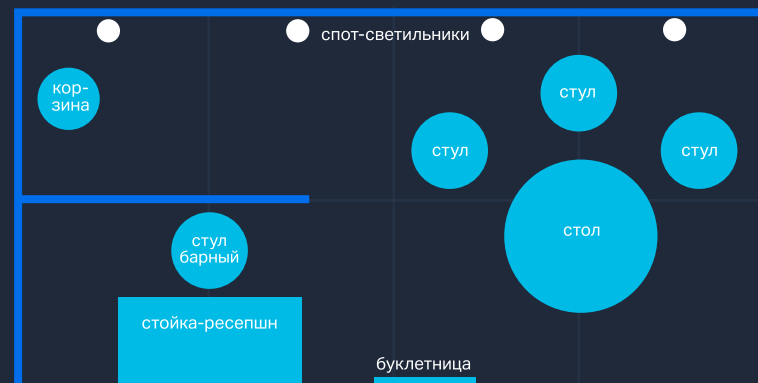 спот-светильники
кор-
зина
стул
стул
стул
стол
стул
барный
стойка-ресепшн
буклетница